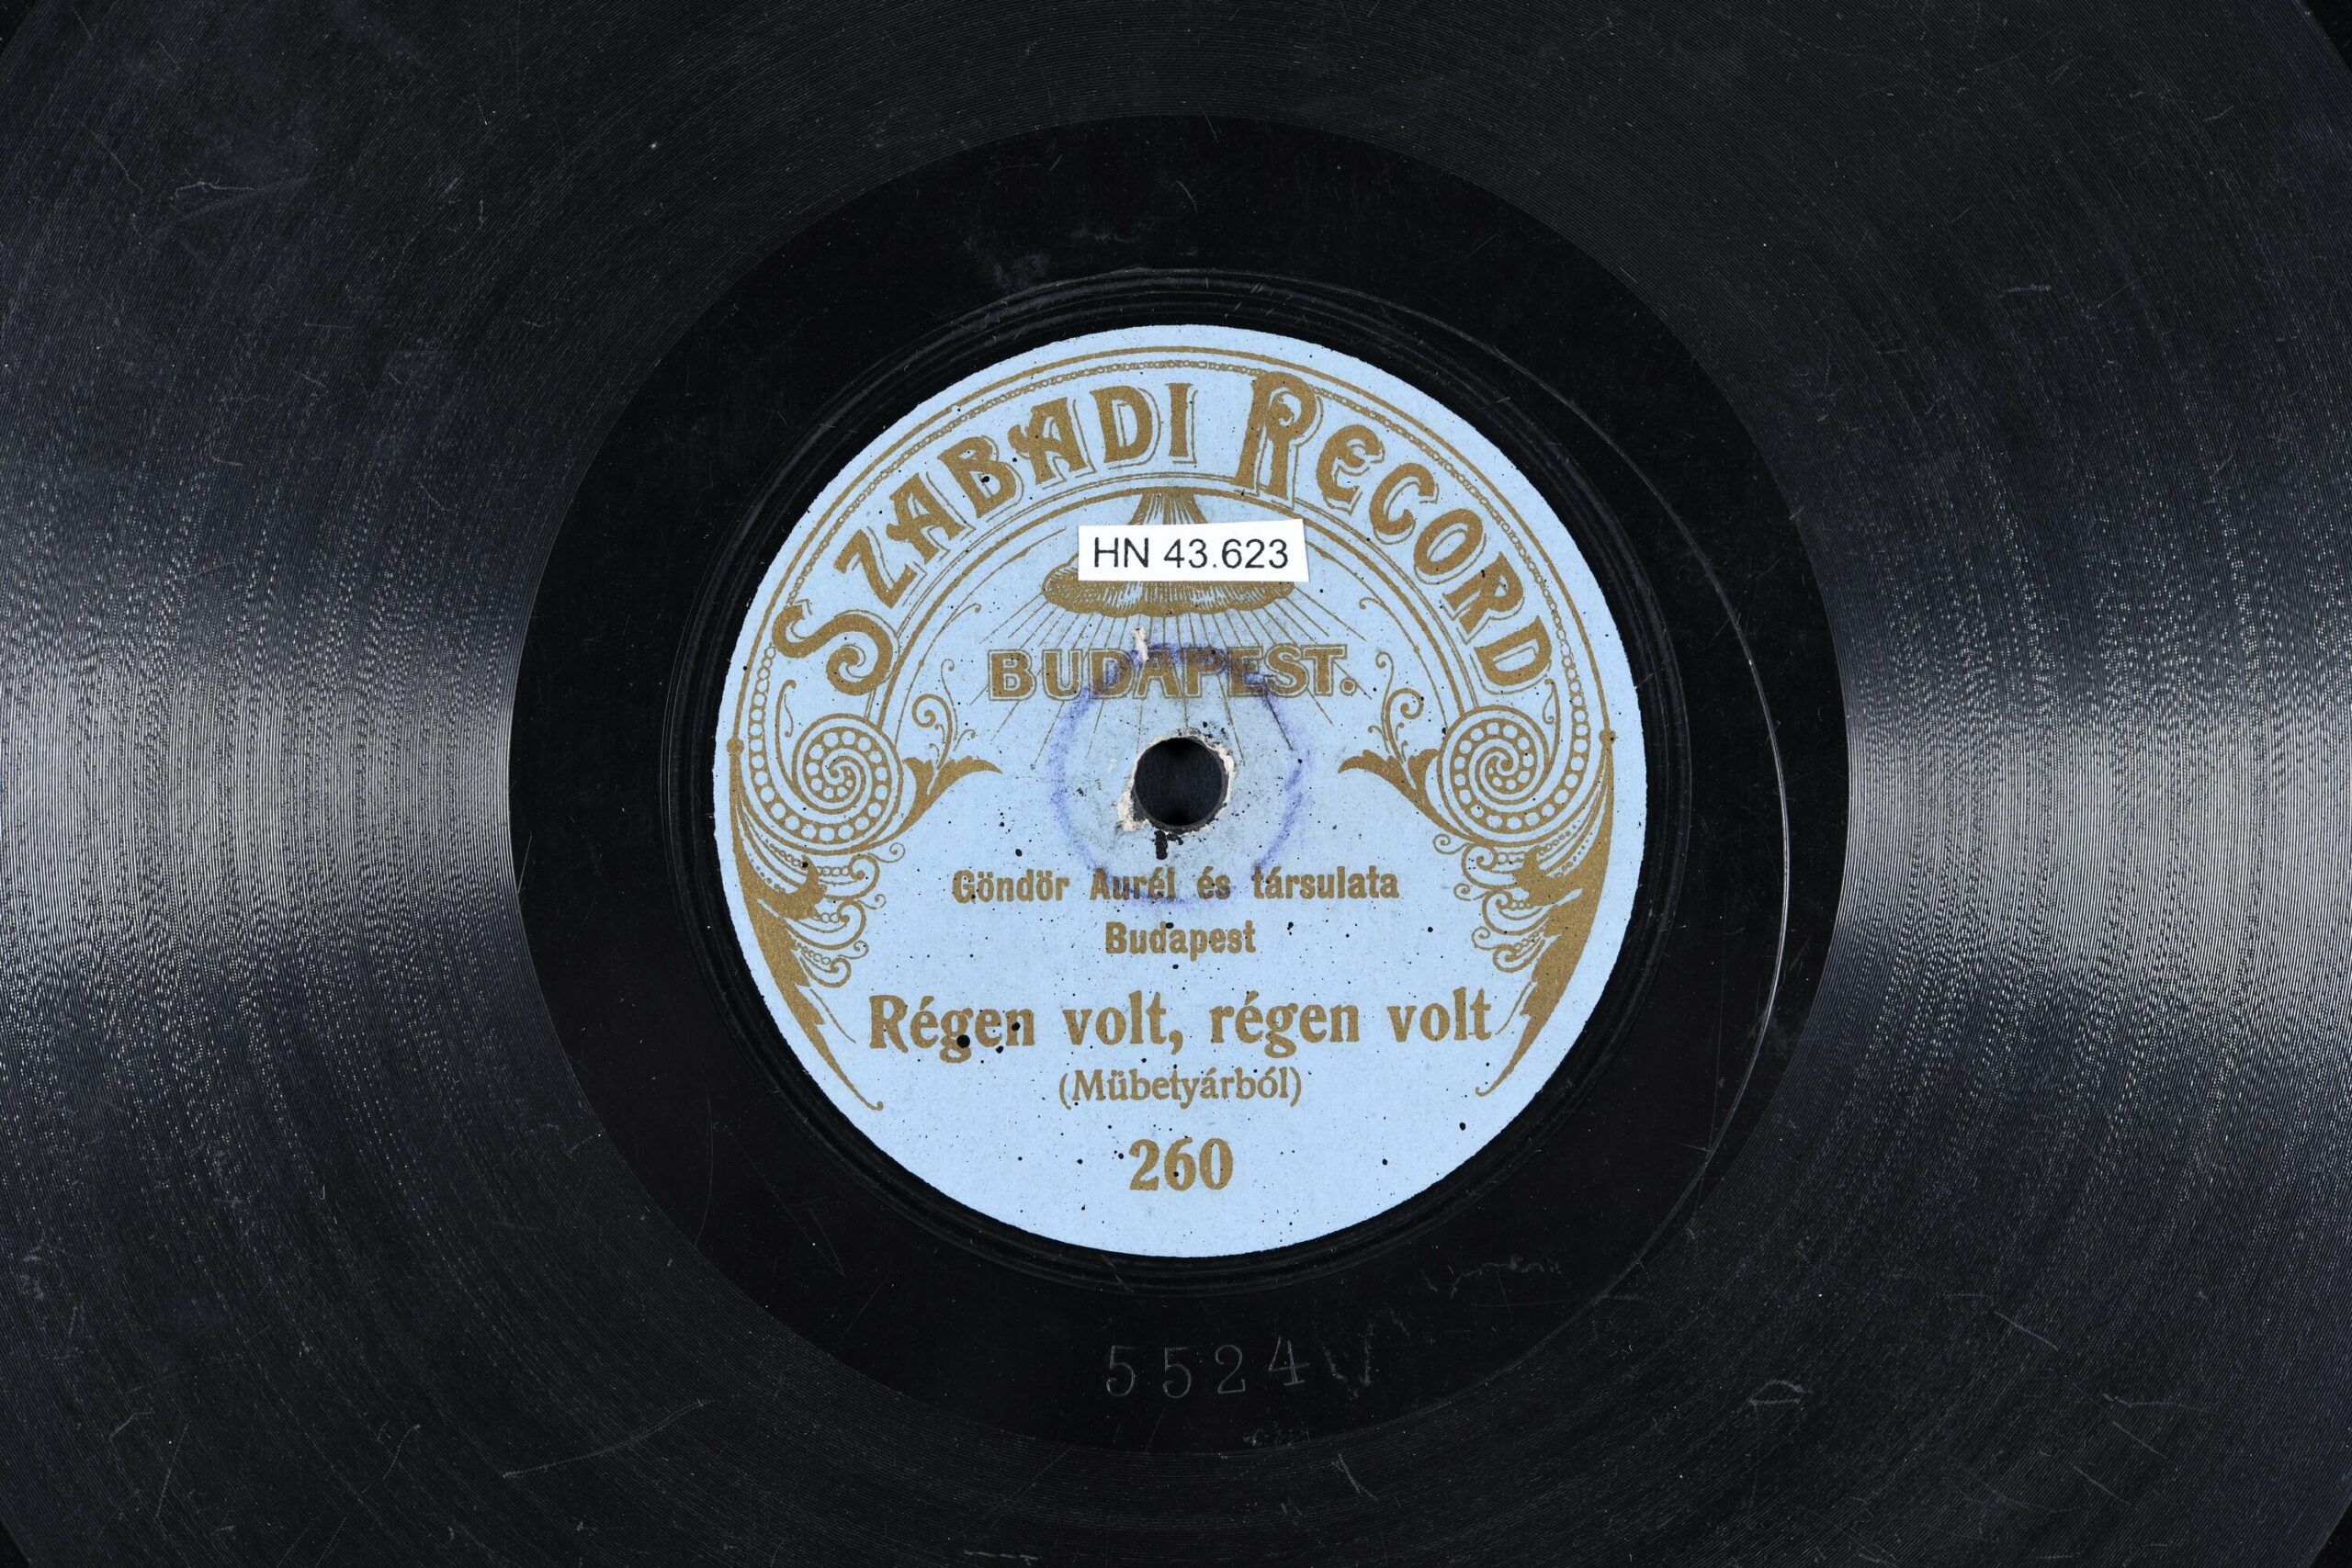 SZABADI RECORD
HN 43.623
BUDAPEST.
Göndör Aurél és társulata
Budapest
Régen volt, régen volt
(Mübetyárból)
260
5524